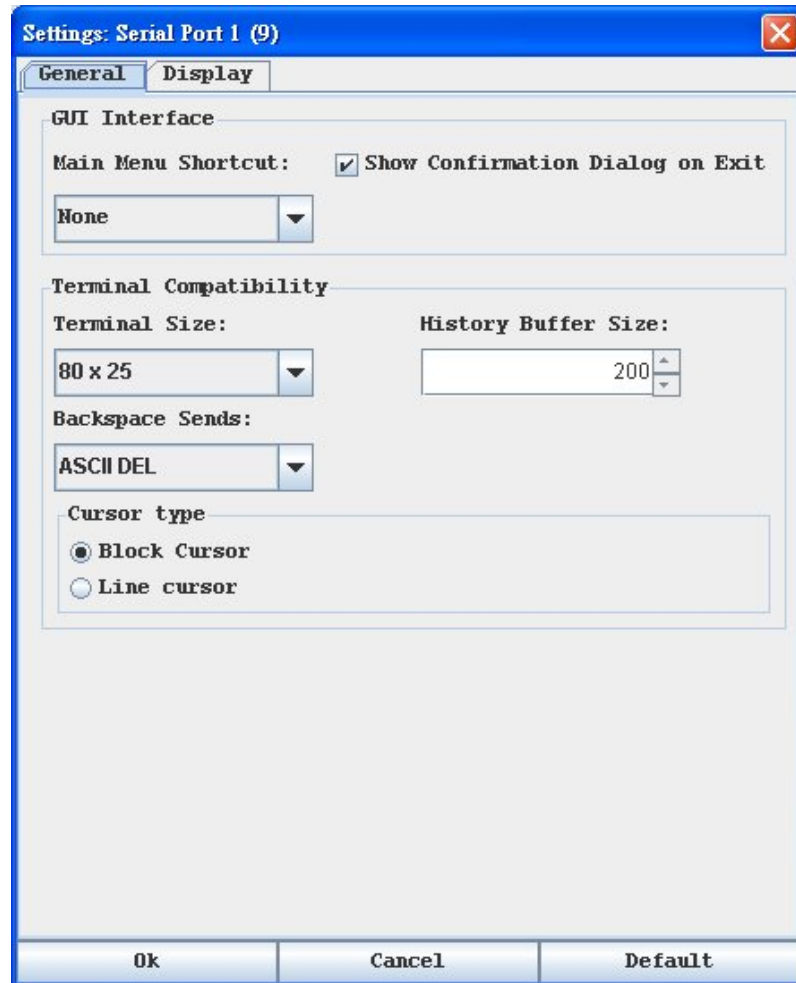 Settings: Serial Port 1 (9)
General Display
GUI Interface
Main Menu Shortcut: Show Confirmation Dialog on Exit
None
Terminal Compatibility
Terminal Size: History Buffer Size:
80 x 25 200
Backspace Sends:
ASCII DEL
Cursor type
Block Cursor
Line cursor
Ok Cancel Default